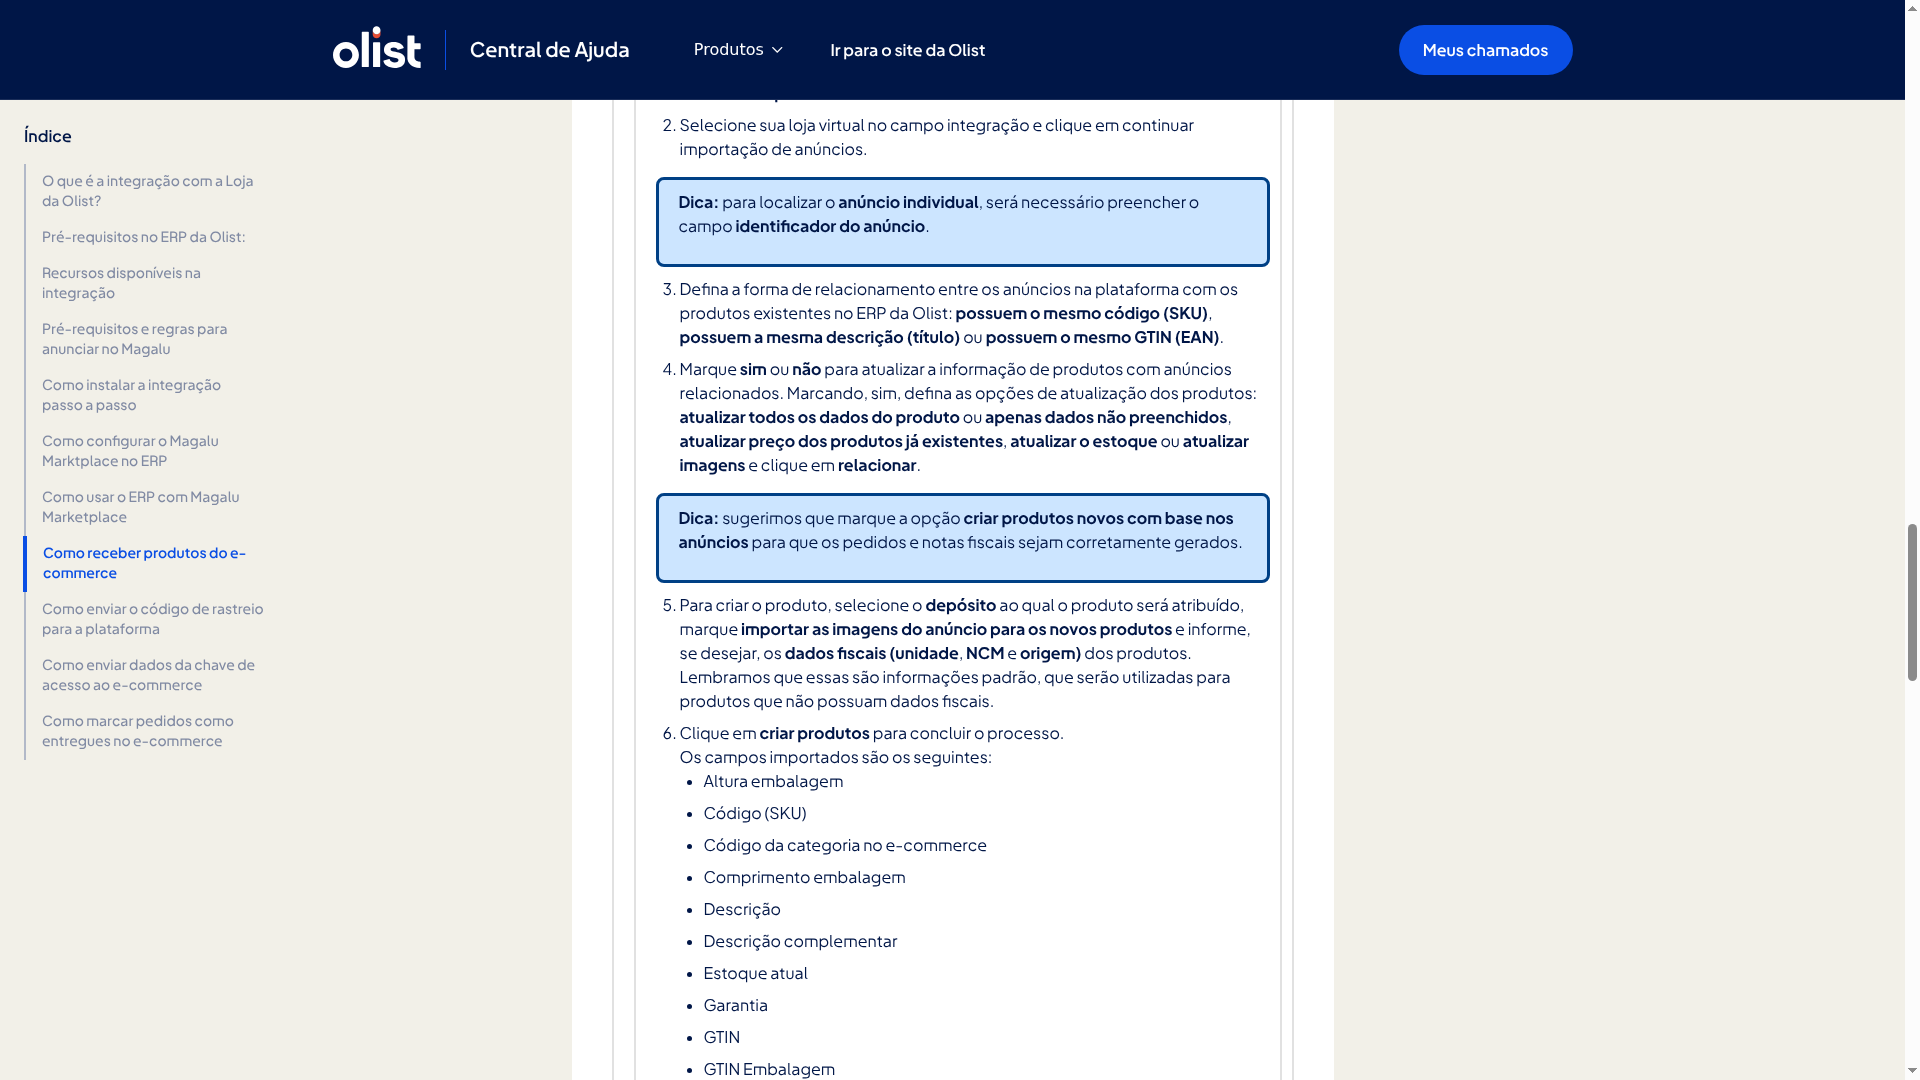 olist
Central de Ajuda
Produtos
Ir para o site da Olist
Meus chamados
Índice
O que é a integração com a Loja
da Olist?
Pré-requisitos no ERP da Olist:
Recursos disponíveis na
integração
Pré-requisitos e regras para
anunciar no Magalu
Como instalar a integração
passo a passo
Como configurar o Magalu
Marktplace no ERP
Como usar o ERP com Magalu
Marketplace
Como receber produtos do e-
commerce
Como enviar o código de rastreio
para a plataforma
Como enviar dados da chave de
acesso ao e-commerce
Como marcar pedidos como
entregues no e-commerce
2. Selecione sua loja virtual no campo integração e clique em continuar
importação de anúncios.
Dica: para localizar o anúncio individual, será necessário preencher o
campo identificador do anúncio.
3. Defina a forma de relacionamento entre os anúncios na plataforma com os
produtos existentes no ERP da Olist: possuem o mesmo código (SKU),
possuem a mesma descrição (título) ou possuem o mesmo GTIN (EAN).
4. Marque sim ou não para atualizar a informação de produtos com anúncios
relacionados. Marcando, sim, defina as opções de atualização dos produtos:
atualizar todos os dados do produto ou apenas dados não preenchidos,
atualizar preço dos produtos já existentes, atualizar o estoque ou atualizar
imagens e clique em relacionar.
Dica: sugerimos que marque a opção criar produtos novos com base nos
anúncios para que os pedidos e notas fiscais sejam corretamente gerados.
5. Para criar o produto, selecione o depósito ao qual o produto será atribuído,
marque importar as imagens do anúncio para os novos produtos e informe,
se desejar, os dados fiscais (unidade, NCM e origem) dos produtos.
Lembramos que essas são informações padrão, que serão utilizadas para
produtos que não possuam dados fiscais.
6. Clique em criar produtos para concluir o processo.
Os campos importados são os seguintes:
• Altura embalagem
• Código (SKU)
• Código da categoria no e-commerce
• Comprimento embalagem
• Descrição
• Descrição complementar
• Estoque atual
• Garantia
• GTIN
• GTIN Embalagem